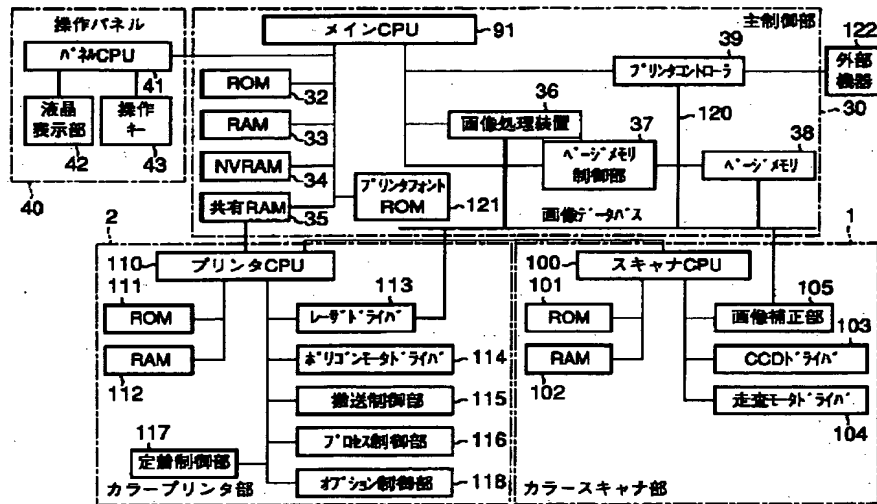 操作パネル
パネルCPU
41
液晶
表示部
42
操作
キー
43
40
メインCPU
91
主制御部
ROM
32
RAM
33
NVRAM
34
共有RAM
35
プリンタフォント
ROM
121
画像処理装置
36
ページメモリ
制御部
37
プリンタコントローラ
39
120
ページメモリ
38
画像データバス
30
122
外部
機器
2
110
プリンタCPU
111
ROM
RAM
112
レーザドライバ
113
ポリゴンモータドライバ
114
搬送制御部
115
プロセス制御部
116
117
定着制御部
オプション制御部
118
カラープリンタ部
1
100
スキャナCPU
101
ROM
RAM
102
105
画像補正部
103
CCDドライバ
走査モータドライバ
104
カラースキャナ部